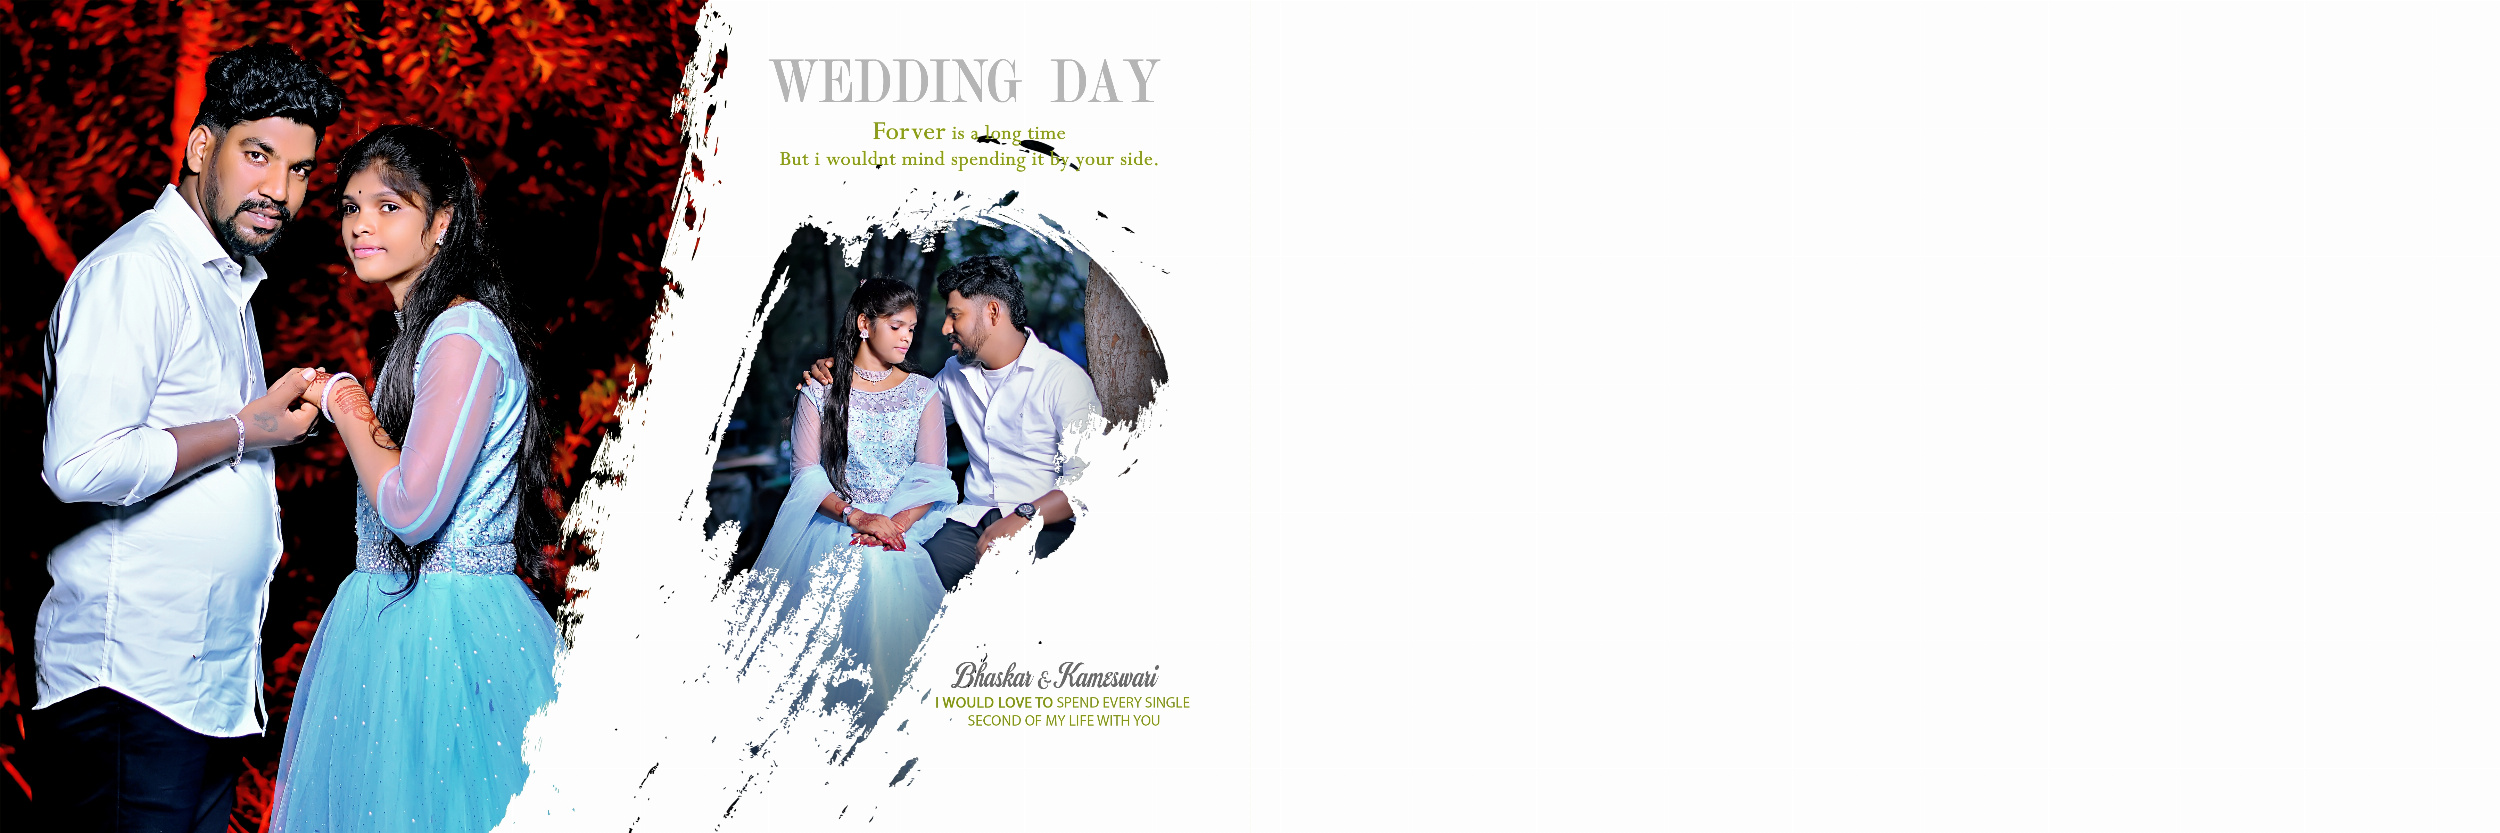 WEDDING DAY
Forver is a long time
But i wouldnt mind spending it by your side.
Bhaskar & Kameswari
I WOULD LOVE TO SPEND EVERY SINGLE
SECOND OF MY LIFE WITH YOU